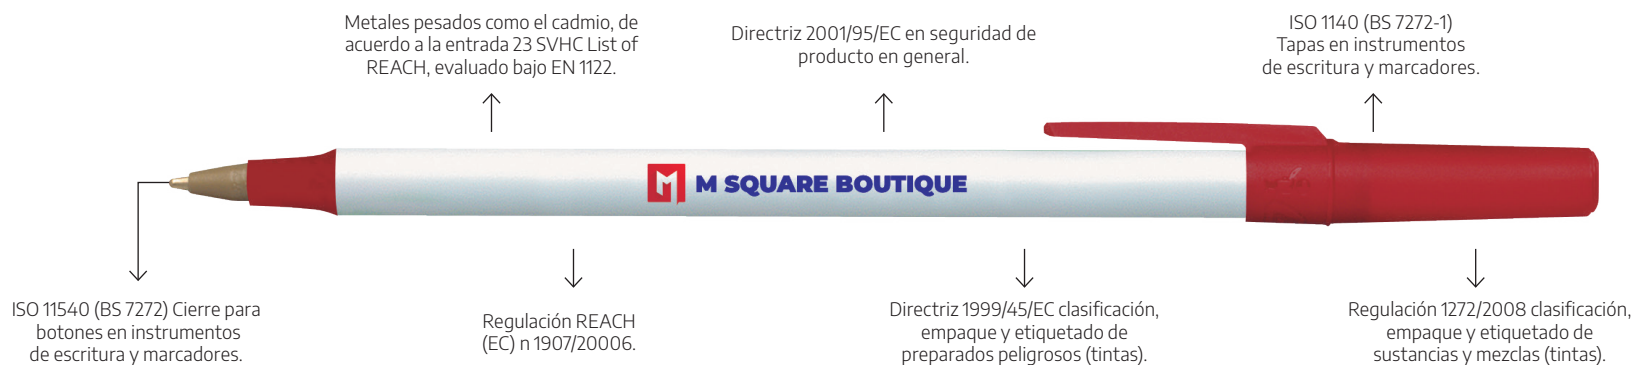 Metales pesados como el cadmio, de
acuerdo a la entrada 23 SVHC List of
REACH, evaluado bajo EN 1122.
Directriz 2001/95/EC en seguridad de
producto en general.
ISO 1140 (BS 7272-1)
Tapas en instrumentos
de escritura y marcadores.
M SQUARE BOUTIQUE
ISO 11540 (BS 7272) Cierre para
botones en instrumentos
de escritura y marcadores.
Regulación REACH
(EC) n 1907/20006.
Directriz 1999/45/EC clasificación,
empaque y etiquetado de
preparados peligrosos (tintas).
Regulación 1272/2008 clasificación,
empaque y etiquetado de
sustancias y mezclas (tintas).